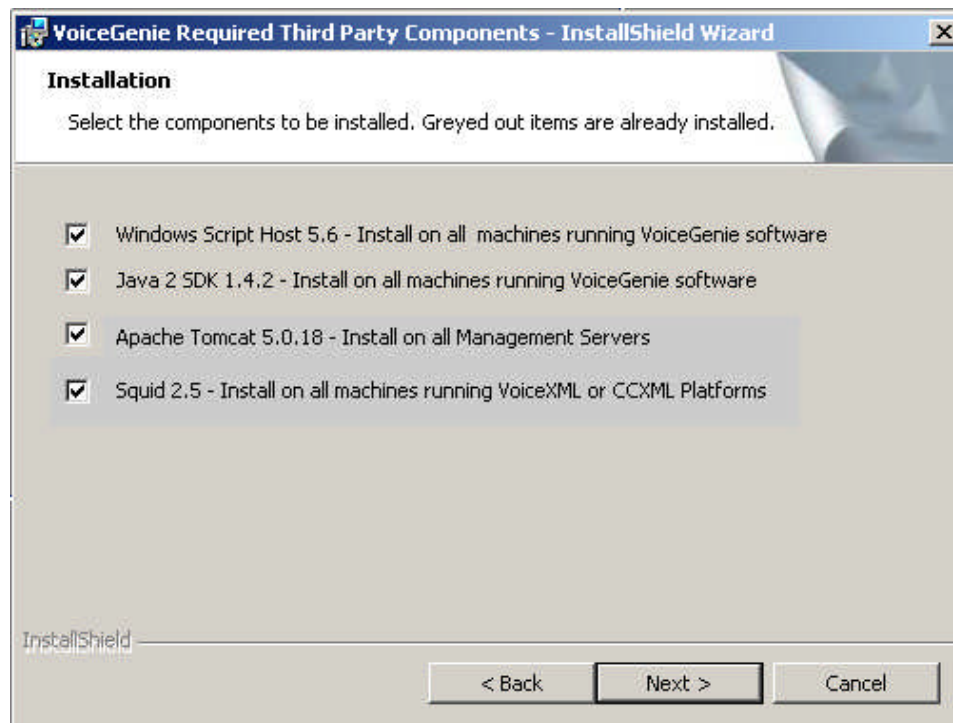 VoiceGenie Required Third Party Components - InstallShield Wizard
Installation
Select the components to be installed. Greyed out items are already installed.
Windows Script Host 5.6 - Install on all machines running VoiceGenie software
Java 2 SDK 1.4.2 - Install on all machines running VoiceGenie software
Apache Tomcat 5.0.18 - Install on all Management Servers
Squid 2.5 - Install on all machines running VoiceXML or CCXML Platforms
InstallShield
< Back Next > Cancel